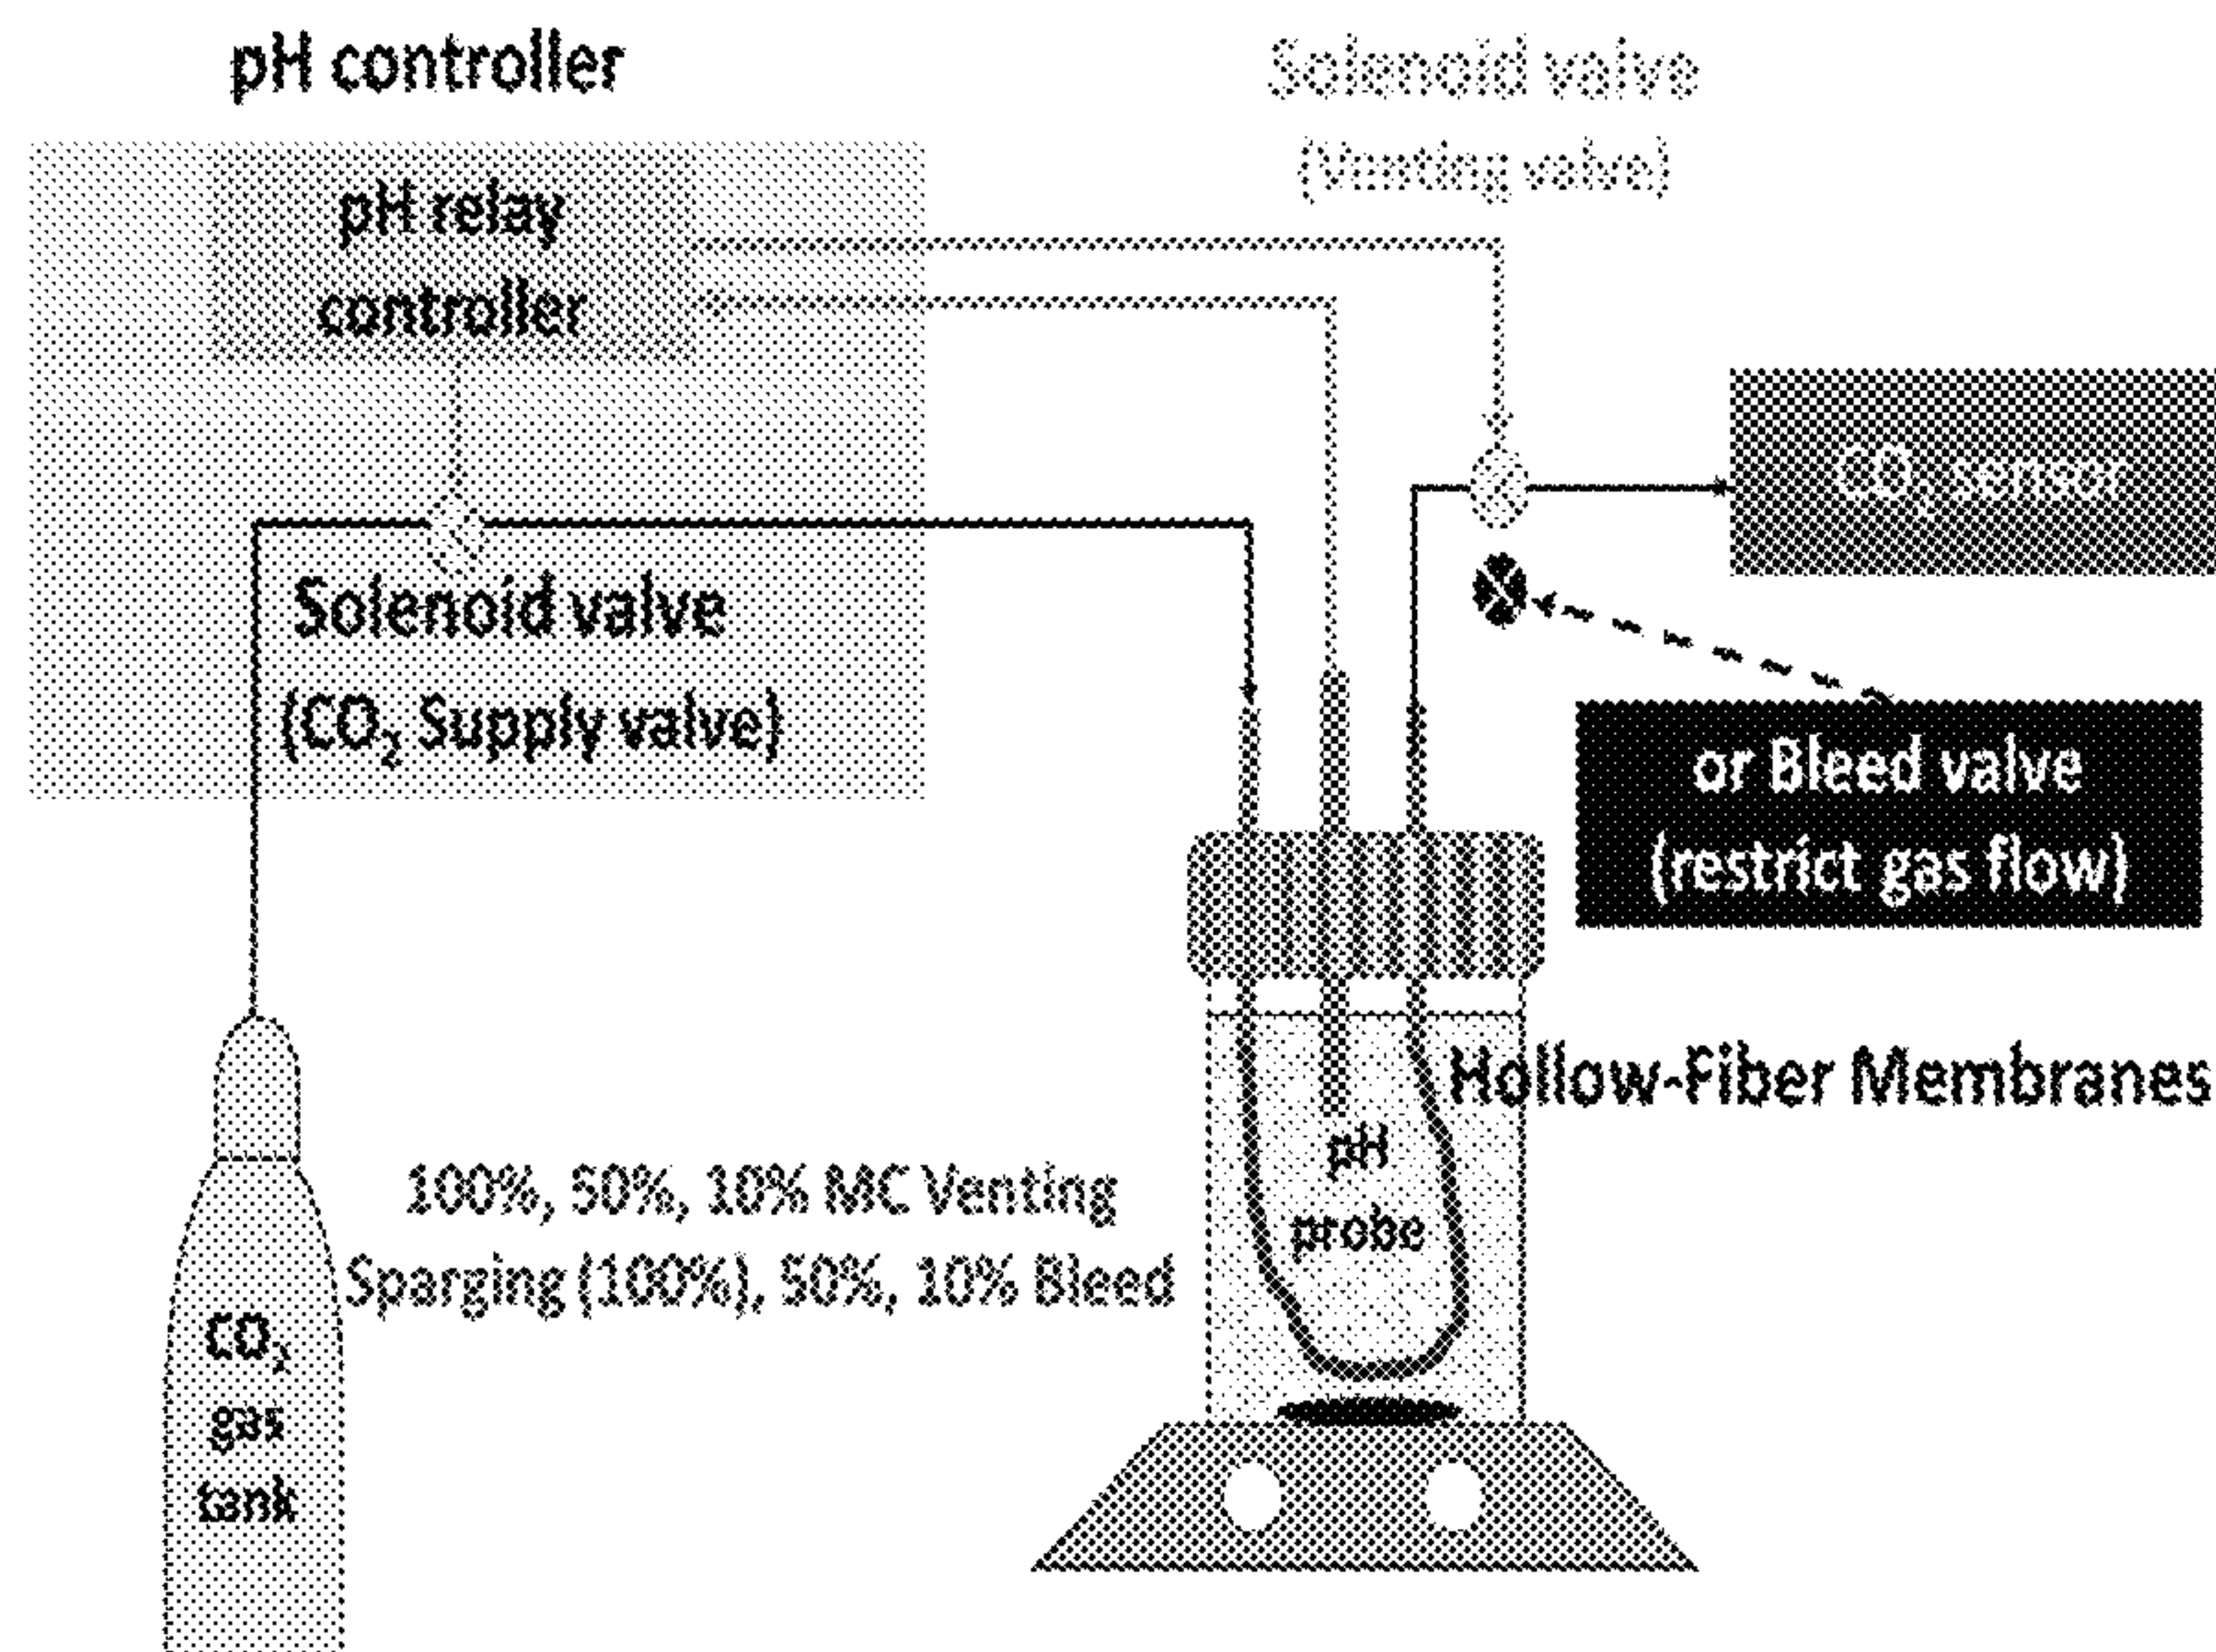 pH controller
Solenoid valve
(Venting valve)
pH relay
controller
CO₂ sensor
Solenoid valve
(CO₂ Supply valve)
or Bleed valve
(restrict gas flow)
Hollow-Fiber Membranes
pH
probe
100%, 50%, 10% MC Venting
Sparging (100%), 50%, 10% Bleed
CO₂
gas
tank